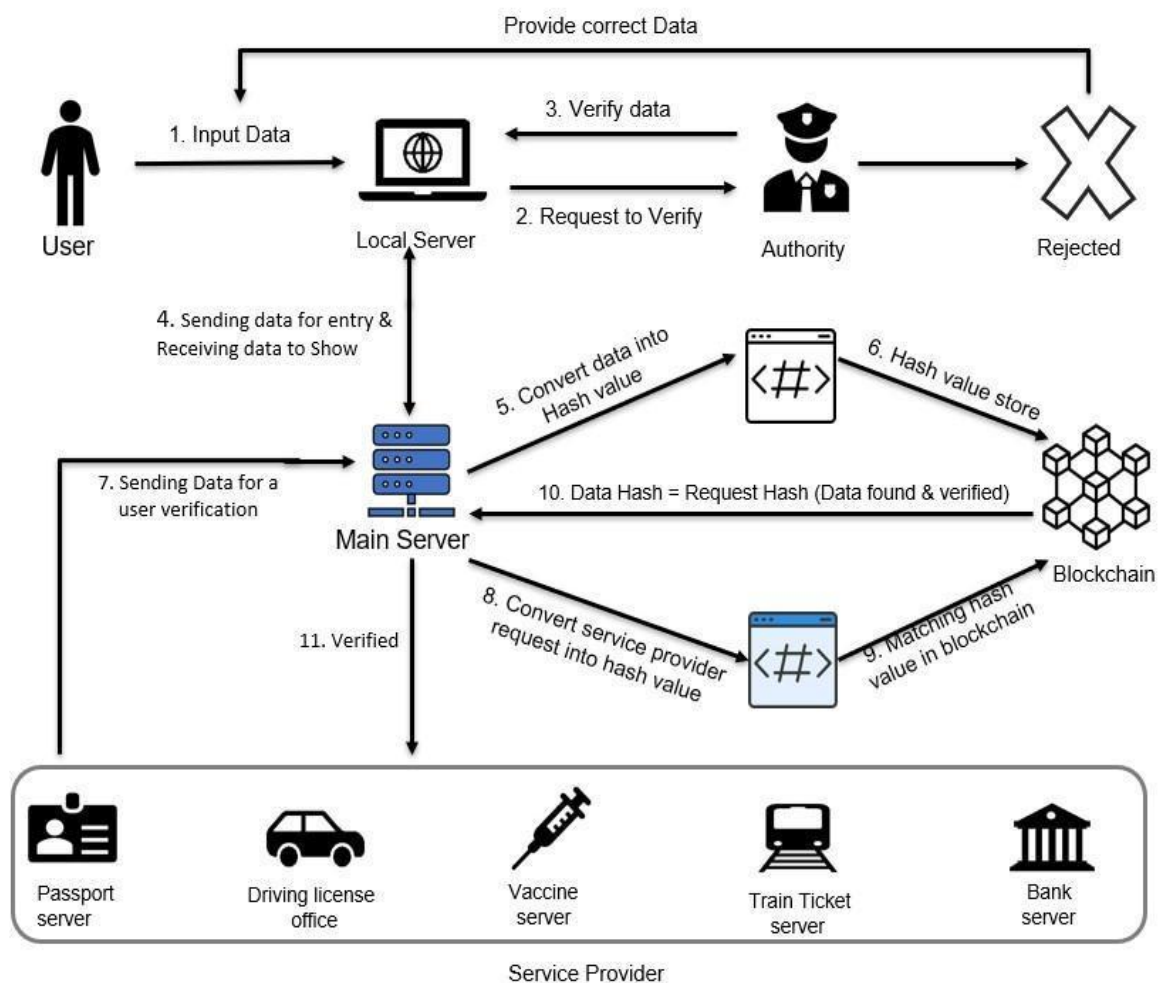 Provide correct Data
1. Input Data
3. Verify data
2. Request to Verify
User
Local Server
Authority
Rejected
4. Sending data for entry &
Receiving data to Show
5. Convert data into
Hash value
<#>
6. Hash value store
7. Sending Data for a
user verification
10. Data Hash = Request Hash (Data found & verified)
Main Server
Blockchain
8. Convert service provider
request into hash value
<#>
9. Matching hash
value in blockchain
11. Verified
Passport
server
Driving license
office
Vaccine
server
Train Ticket
server
Bank
server
Service Provider